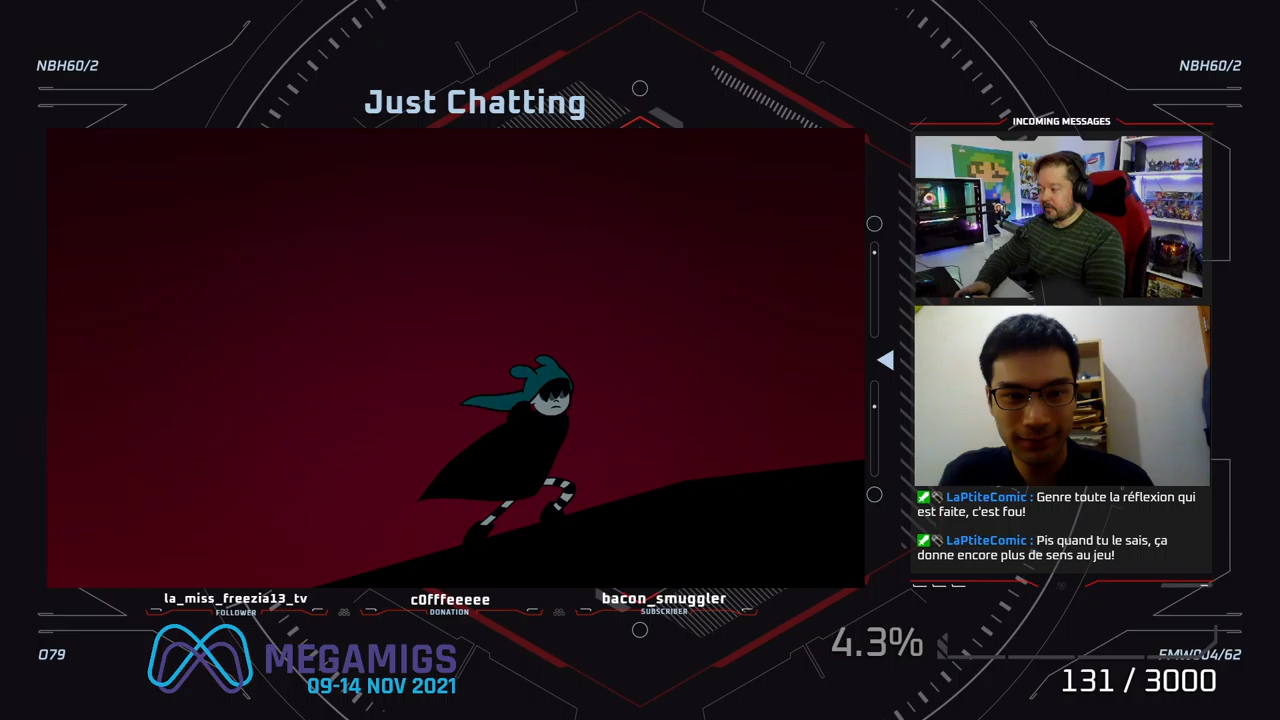 NBH60/2
NBH60/2
Just Chatting
INCOMING MESSAGES
LaPtiteComic : Genre toute la réflexion qui
est faite, c'est fou!
LaPtiteComic : Pis quand tu le sais, ça
donne encore plus de sens au jeu!
la_miss_freezia13_tv
FOLLOWER
c0fffeeeee
DONATION
bacon_smuggler
SUBSCRIBER
079
MEGAMIGS
09-14 NOV 2021
4.3%
FMW004/62
131 / 3000